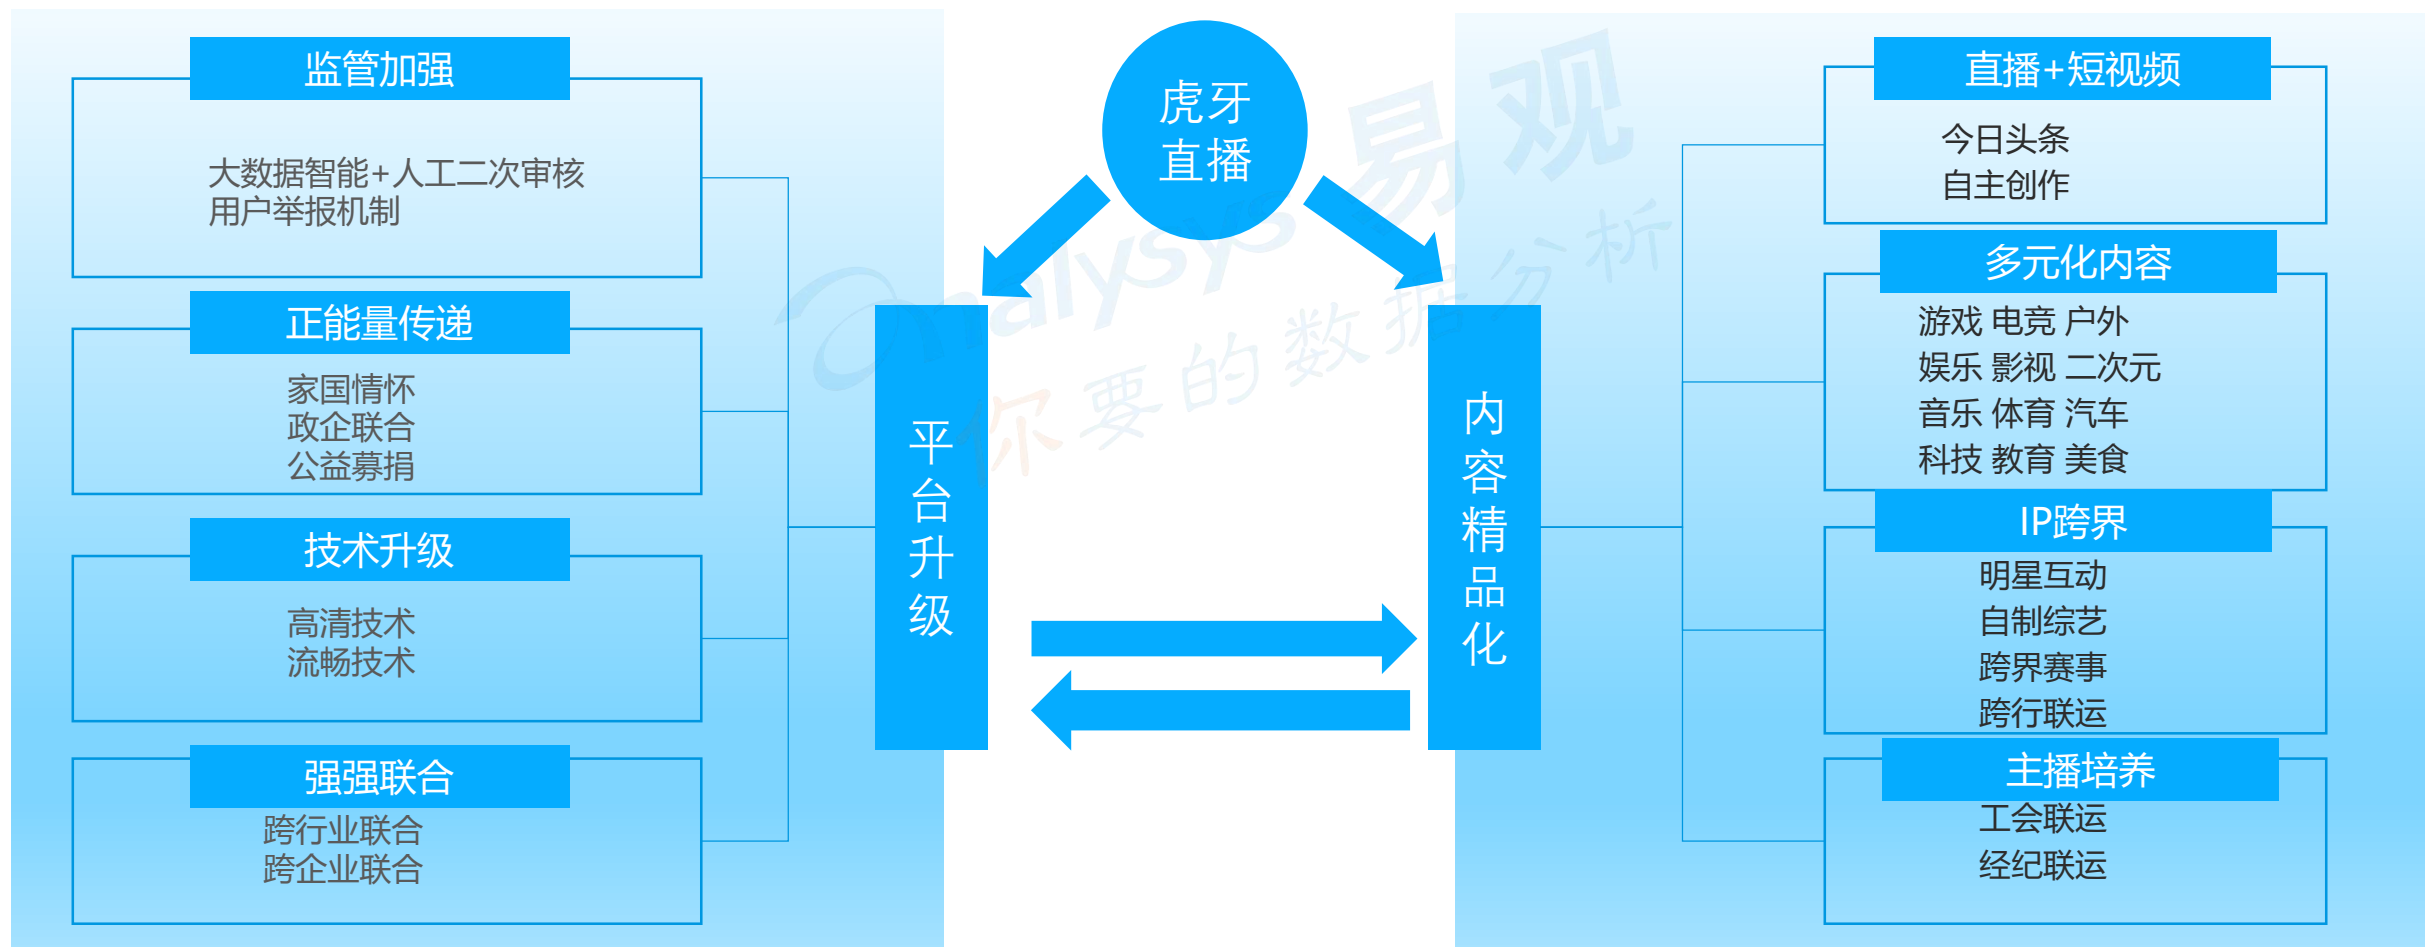 监管加强
大数据智能+人工二次审核
用户举报机制
正能量传递
家国情怀
政企联合
公益募捐
技术升级
高清技术
流畅技术
强强联合
跨行业联合
跨企业联合
平台升级
虎牙
直播
内容精品化
直播+短视频
今日头条
自主创作
多元化内容
游戏 电竞 户外
娱乐 影视 二次元
音乐 体育 汽车
科技 教育 美食
IP跨界
明星互动
自制综艺
跨界赛事
跨行联运
主播培养
工会联运
经纪联运
analysys易观
你要的数据分析